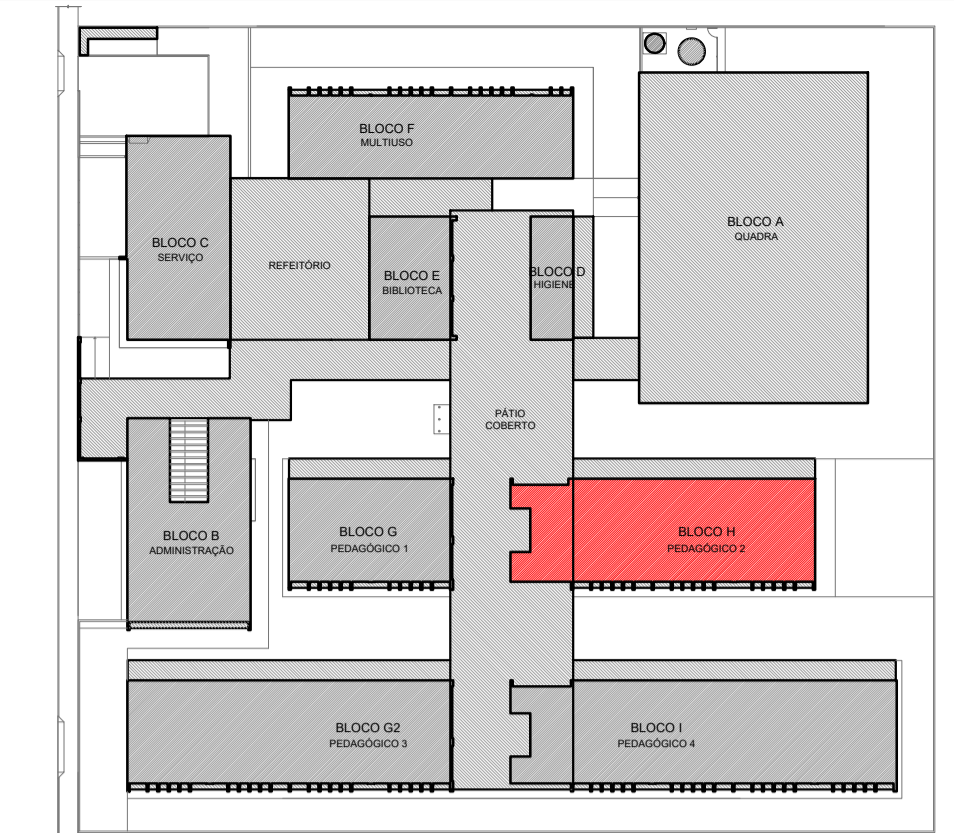 BLOCO F
MULTIUSO
BLOCO A
QUADRA
BLOCO C
SERVIÇO
REFEITÓRIO
BLOCO E
BIBLIOTECA
BLOCO D
HIGIENE
PÁTIO
COBERTO
BLOCO B
ADMINISTRAÇÃO
BLOCO G
PEDAGÓGICO 1
BLOCO H
PEDAGÓGICO 2
BLOCO G2
PEDAGÓGICO 3
BLOCO I
PEDAGÓGICO 4